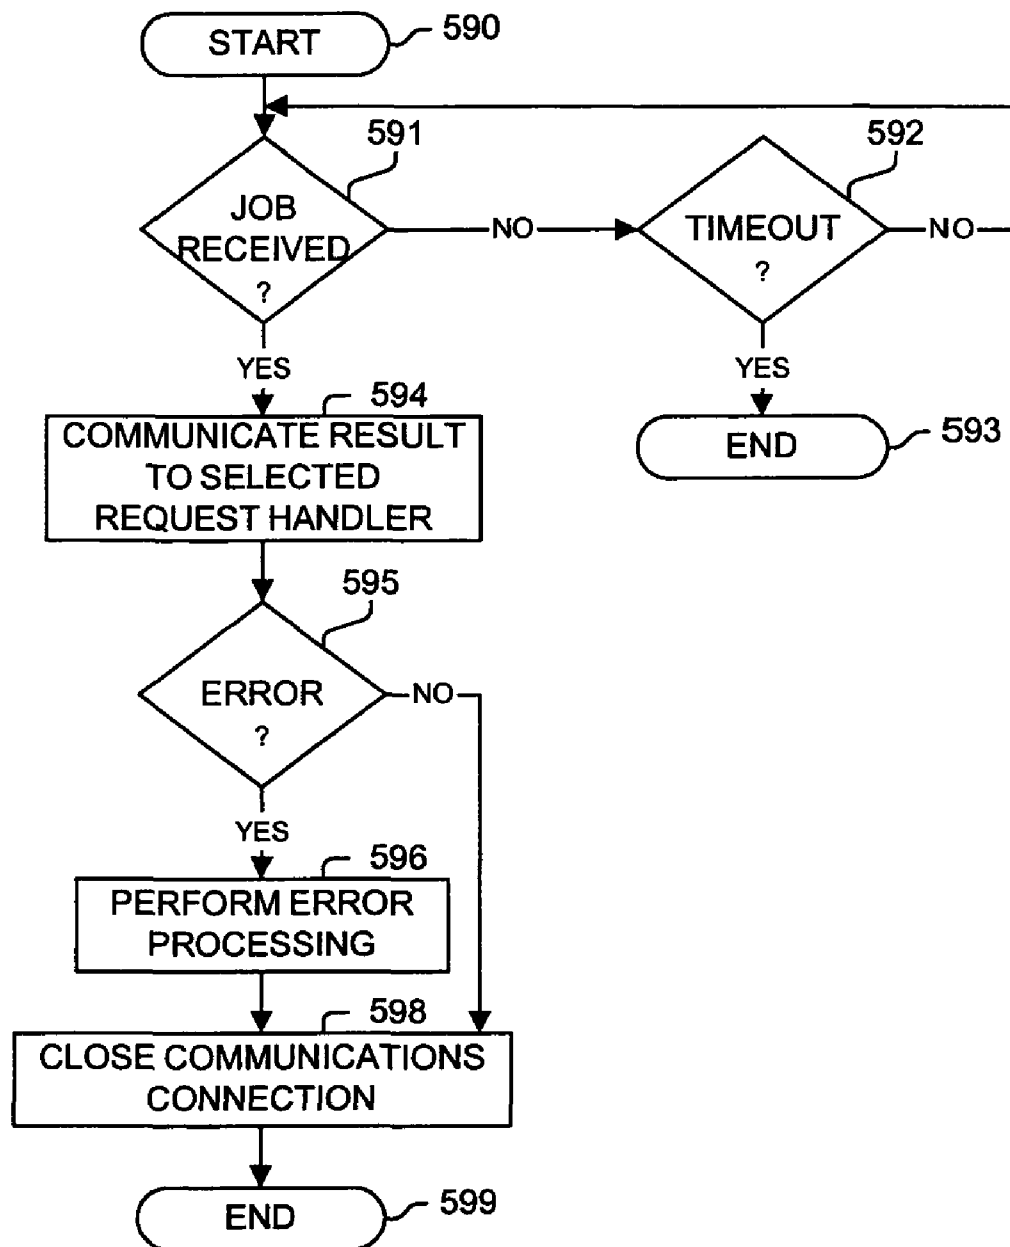 START
590
591
JOB
RECEIVED
?
NO
592
TIMEOUT
?
NO
YES
YES
594
COMMUNICATE RESULT
TO SELECTED
REQUEST HANDLER
END
593
595
ERROR
?
NO
YES
596
PERFORM ERROR
PROCESSING
598
CLOSE COMMUNICATIONS
CONNECTION
END
599